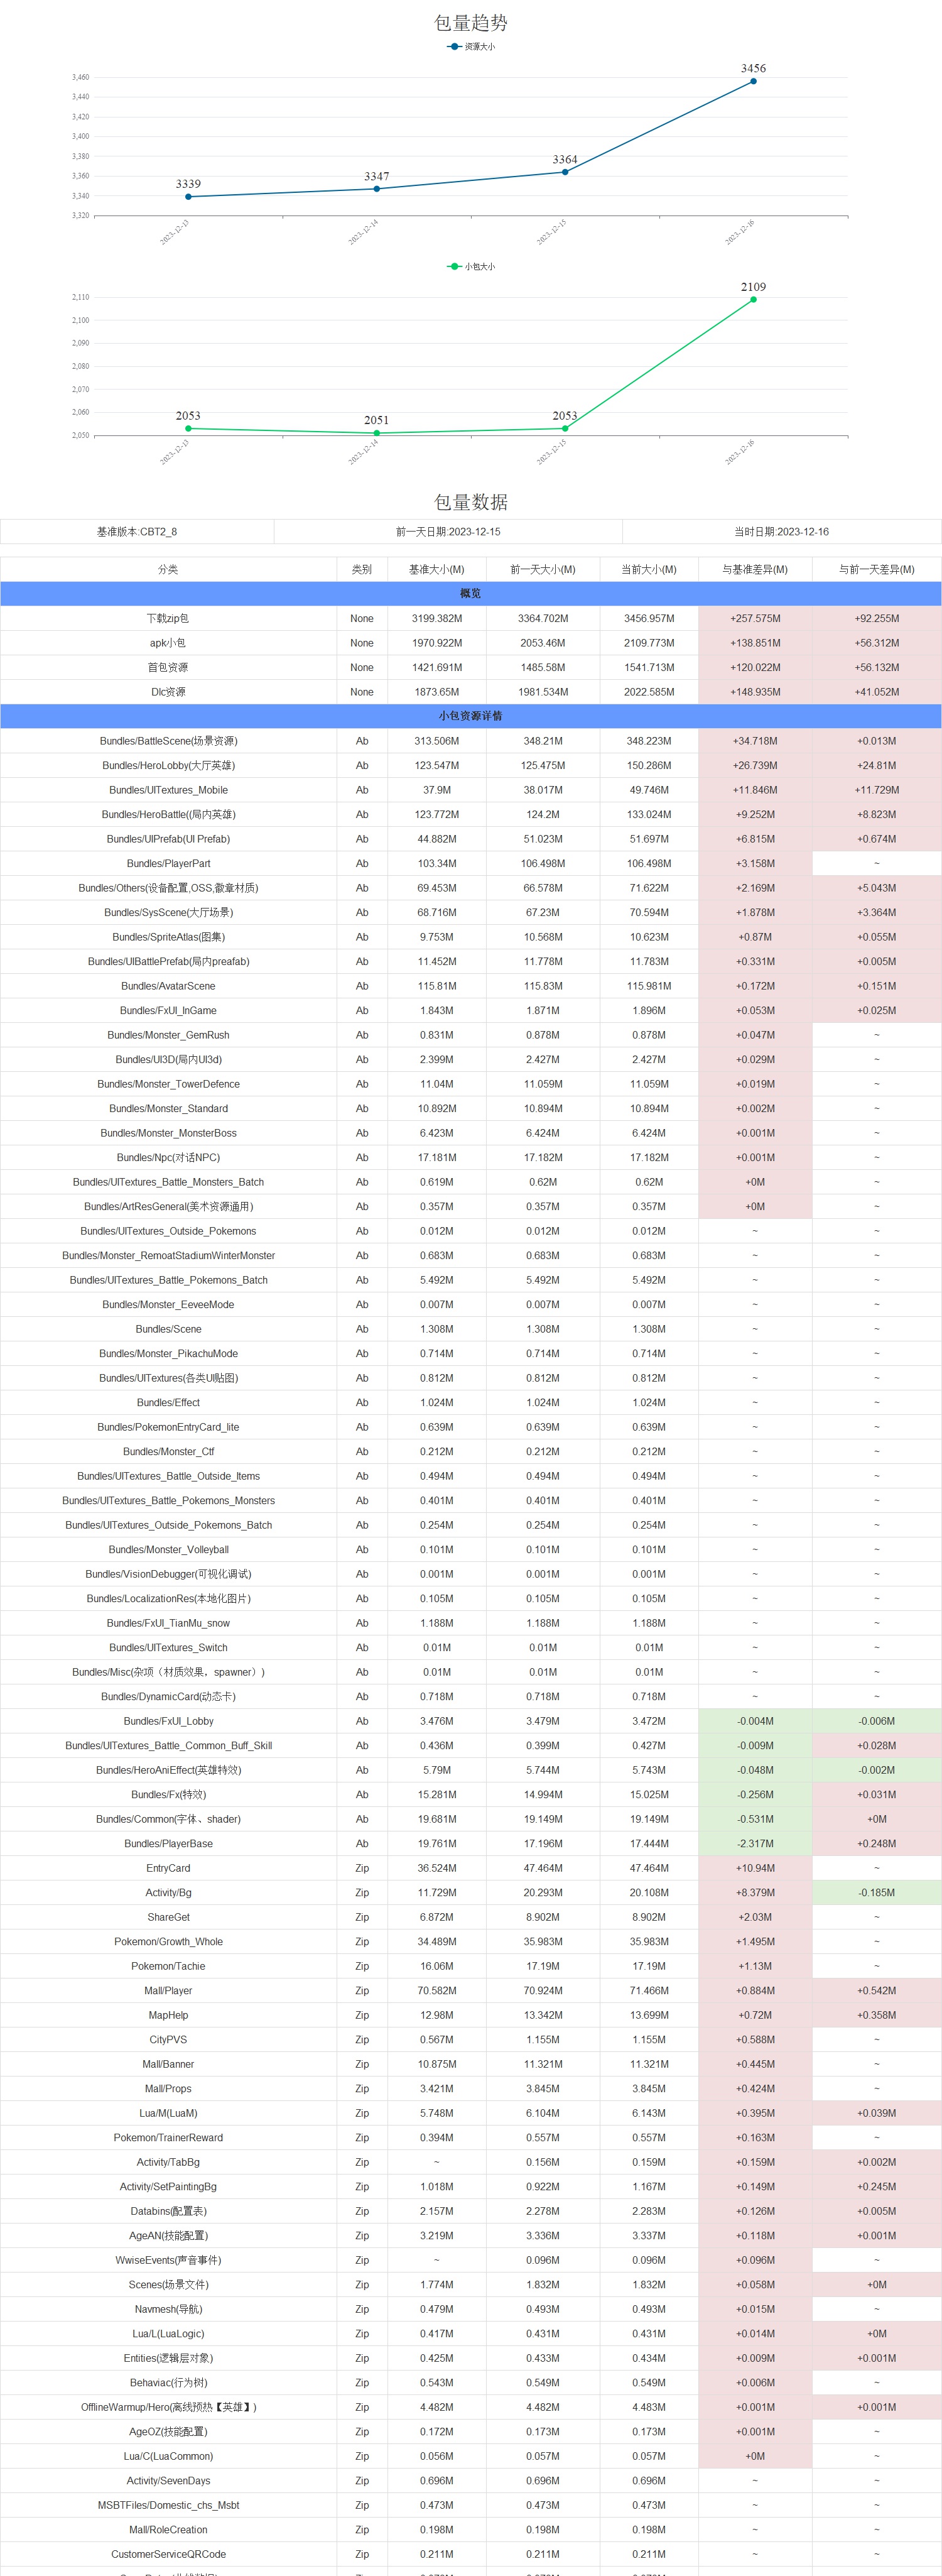 包量趋势
资源大小
3,460
3,440
3,420
3,400
3,380
3,360
3,340
3,320
3339
3347
3364
3456
2023-12-13
2023-12-14
2023-12-15
2023-12-16
小包大小
2,110
2,100
2,090
2,080
2,070
2,060
2,050
2053
2051
2053
2109
2023-12-13
2023-12-14
2023-12-15
2023-12-16
包量数据
基准版本:CBT2_8 前一天日期:2023-12-15 当时日期:2023-12-16
分类 类别 基准大小(M) 前一天大小(M) 当前大小(M) 与基准差异(M) 与前一天差异(M)
概览
下载zip包 None 3199.382M 3364.702M 3456.957M +257.575M +92.255M
apk小包 None 1970.922M 2053.46M 2109.773M +138.851M +56.312M
首包资源 None 1421.691M 1485.58M 1541.713M +120.022M +56.132M
Dlc资源 None 1873.65M 1981.534M 2022.585M +148.935M +41.052M
小包资源详情
Bundles/BattleScene(场景资源) Ab 313.506M 348.21M 348.223M +34.718M +0.013M
Bundles/HeroLobby(大厅英雄) Ab 123.547M 125.475M 150.286M +26.739M +24.81M
Bundles/UITextures_Mobile Ab 37.9M 38.017M 49.746M +11.846M +11.729M
Bundles/HeroBattle((局内英雄) Ab 123.772M 124.2M 133.024M +9.252M +8.823M
Bundles/UIPrefab(UI Prefab) Ab 44.882M 51.023M 51.697M +6.815M +0.674M
Bundles/PlayerPart Ab 103.34M 106.498M 106.498M +3.158M ~
Bundles/Others(设备配置,OSS,徽章材质) Ab 69.453M 66.578M 71.622M +2.169M +5.043M
Bundles/SysScene(大厅场景) Ab 68.716M 67.23M 70.594M +1.878M +3.364M
Bundles/SpriteAtlas(图集) Ab 9.753M 10.568M 10.623M +0.87M +0.055M
Bundles/UIBattlePrefab(局内preafab) Ab 11.452M 11.778M 11.783M +0.331M +0.005M
Bundles/AvatarScene Ab 115.81M 115.83M 115.981M +0.172M +0.151M
Bundles/FxUI_InGame Ab 1.843M 1.871M 1.896M +0.053M +0.025M
Bundles/Monster_GemRush Ab 0.831M 0.878M 0.878M +0.047M ~
Bundles/UI3D(局内UI3d) Ab 2.399M 2.427M 2.427M +0.029M ~
Bundles/Monster_TowerDefence Ab 11.04M 11.059M 11.059M +0.019M ~
Bundles/Monster_Standard Ab 10.892M 10.894M 10.894M +0.002M ~
Bundles/Monster_MonsterBoss Ab 6.423M 6.424M 6.424M +0.001M ~
Bundles/Npc(对话NPC) Ab 17.181M 17.182M 17.182M +0.001M ~
Bundles/UITextures_Battle_Monsters_Batch Ab 0.619M 0.62M 0.62M +0M ~
Bundles/ArtResGeneral(美术资源通用) Ab 0.357M 0.357M 0.357M +0M ~
Bundles/UITextures_Outside_Pokemons Ab 0.012M 0.012M 0.012M ~ ~
Bundles/Monster_RemoatStadiumWinterMonster Ab 0.683M 0.683M 0.683M ~ ~
Bundles/UITextures_Battle_Pokemons_Batch Ab 5.492M 5.492M 5.492M ~ ~
Bundles/Monster_EeveeMode Ab 0.007M 0.007M 0.007M ~ ~
Bundles/Scene Ab 1.308M 1.308M 1.308M ~ ~
Bundles/Monster_PikachuMode Ab 0.714M 0.714M 0.714M ~ ~
Bundles/UITextures(各类UI贴图) Ab 0.812M 0.812M 0.812M ~ ~
Bundles/Effect Ab 1.024M 1.024M 1.024M ~ ~
Bundles/PokemonEntryCard_lite Ab 0.639M 0.639M 0.639M ~ ~
Bundles/Monster_Ctf Ab 0.212M 0.212M 0.212M ~ ~
Bundles/UITextures_Battle_Outside_Items Ab 0.494M 0.494M 0.494M ~ ~
Bundles/UITextures_Battle_Pokemons_Monsters Ab 0.401M 0.401M 0.401M ~ ~
Bundles/UITextures_Outside_Pokemons_Batch Ab 0.254M 0.254M 0.254M ~ ~
Bundles/Monster_Volleyball Ab 0.101M 0.101M 0.101M ~ ~
Bundles/VisionDebugger(可视化调试) Ab 0.001M 0.001M 0.001M ~ ~
Bundles/LocalizationRes(本地化图片) Ab 0.105M 0.105M 0.105M ~ ~
Bundles/FxUI_TianMu_snow Ab 1.188M 1.188M 1.188M ~ ~
Bundles/UITextures_Switch Ab 0.01M 0.01M 0.01M ~ ~
Bundles/Misc(杂项（材质效果，spawner）) Ab 0.01M 0.01M 0.01M ~ ~
Bundles/DynamicCard(动态卡) Ab 0.718M 0.718M 0.718M ~ ~
Bundles/FxUI_Lobby Ab 3.476M 3.479M 3.472M -0.004M -0.006M
Bundles/UITextures_Battle_Common_Buff_Skill Ab 0.436M 0.399M 0.427M -0.009M +0.028M
Bundles/HeroAniEffect(英雄特效) Ab 5.79M 5.744M 5.743M -0.048M -0.002M
Bundles/Fx(特效) Ab 15.281M 14.994M 15.025M -0.256M +0.031M
Bundles/Common(字体、shader) Ab 19.681M 19.149M 19.149M -0.531M +0M
Bundles/PlayerBase Ab 19.761M 17.196M 17.444M -2.317M +0.248M
EntryCard Zip 36.524M 47.464M 47.464M +10.94M ~
Activity/Bg Zip 11.729M 20.293M 20.108M +8.379M -0.185M
ShareGet Zip 6.872M 8.902M 8.902M +2.03M ~
Pokemon/Growth_Whole Zip 34.489M 35.983M 35.983M +1.495M ~
Pokemon/Tachie Zip 16.06M 17.19M 17.19M +1.13M ~
Mall/Player Zip 70.582M 70.924M 71.466M +0.884M +0.542M
MapHelp Zip 12.98M 13.342M 13.699M +0.72M +0.358M
CityPVS Zip 0.567M 1.155M 1.155M +0.588M ~
Mall/Banner Zip 10.875M 11.321M 11.321M +0.445M ~
Mall/Props Zip 3.421M 3.845M 3.845M +0.424M ~
Lua/M(LuaM) Zip 5.748M 6.104M 6.143M +0.395M +0.039M
Pokemon/TrainerReward Zip 0.394M 0.557M 0.557M +0.163M ~
Activity/TabBg Zip ~ 0.156M 0.159M +0.159M +0.002M
Activity/SetPaintingBg Zip 1.018M 0.922M 1.167M +0.149M +0.245M
Databins(配置表) Zip 2.157M 2.278M 2.283M +0.126M +0.005M
AgeAN(技能配置) Zip 3.219M 3.336M 3.337M +0.118M +0.001M
WwiseEvents(声音事件) Zip ~ 0.096M 0.096M +0.096M ~
Scenes(场景文件) Zip 1.774M 1.832M 1.832M +0.058M +0M
Navmesh(导航) Zip 0.479M 0.493M 0.493M +0.015M ~
Lua/L(LuaLogic) Zip 0.417M 0.431M 0.431M +0.014M +0M
Entities(逻辑层对象) Zip 0.425M 0.433M 0.434M +0.009M +0.001M
Behaviac(行为树) Zip 0.543M 0.549M 0.549M +0.006M ~
OfflineWarmup/Hero(离线预热【英雄】) Zip 4.482M 4.482M 4.483M +0.001M +0.001M
AgeOZ(技能配置) Zip 0.172M 0.173M 0.173M +0.001M ~
Lua/C(LuaCommon) Zip 0.056M 0.057M 0.057M +0M ~
Activity/SevenDays Zip 0.696M 0.696M 0.696M ~ ~
MSBTFiles/Domestic_chs_Msbt Zip 0.473M 0.473M 0.473M ~ ~
Mall/RoleCreation Zip 0.198M 0.198M 0.198M ~ ~
CustomerServiceQRCode Zip 0.211M 0.211M 0.211M ~ ~